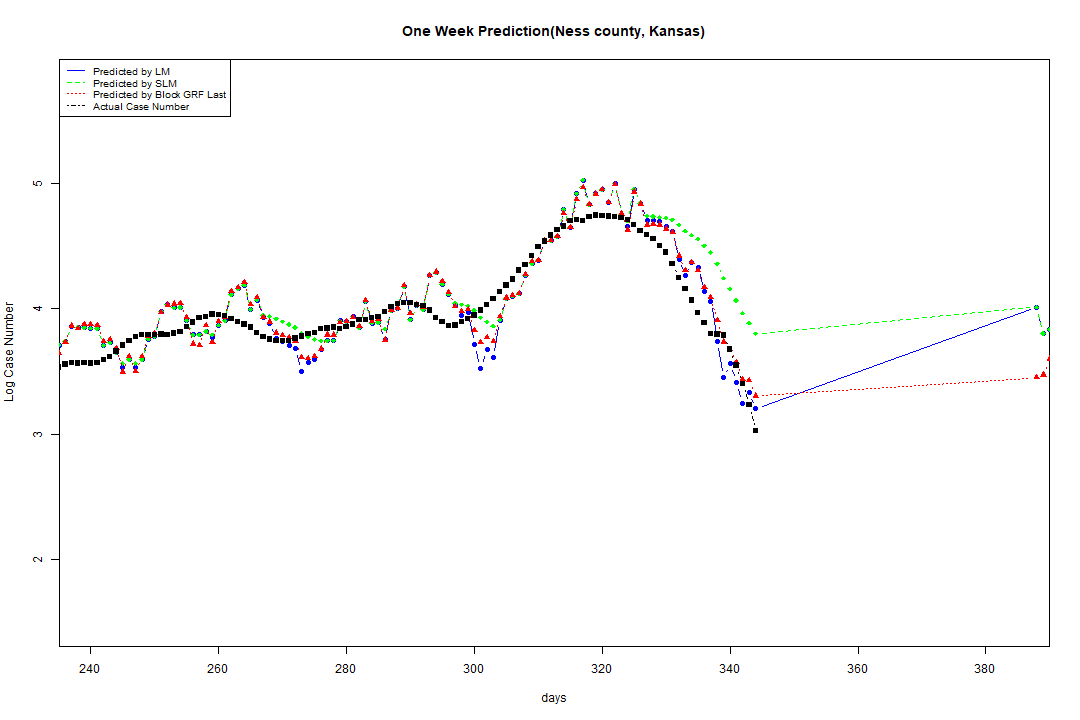 One Week Prediction(Ness county, Kansas)
Predicted by LM
Predicted by SLM
Predicted by Block GRF Last
Actual Case Number
5
4
3
2
Log Case Number
240 260 280 300 320 340 360 380
days